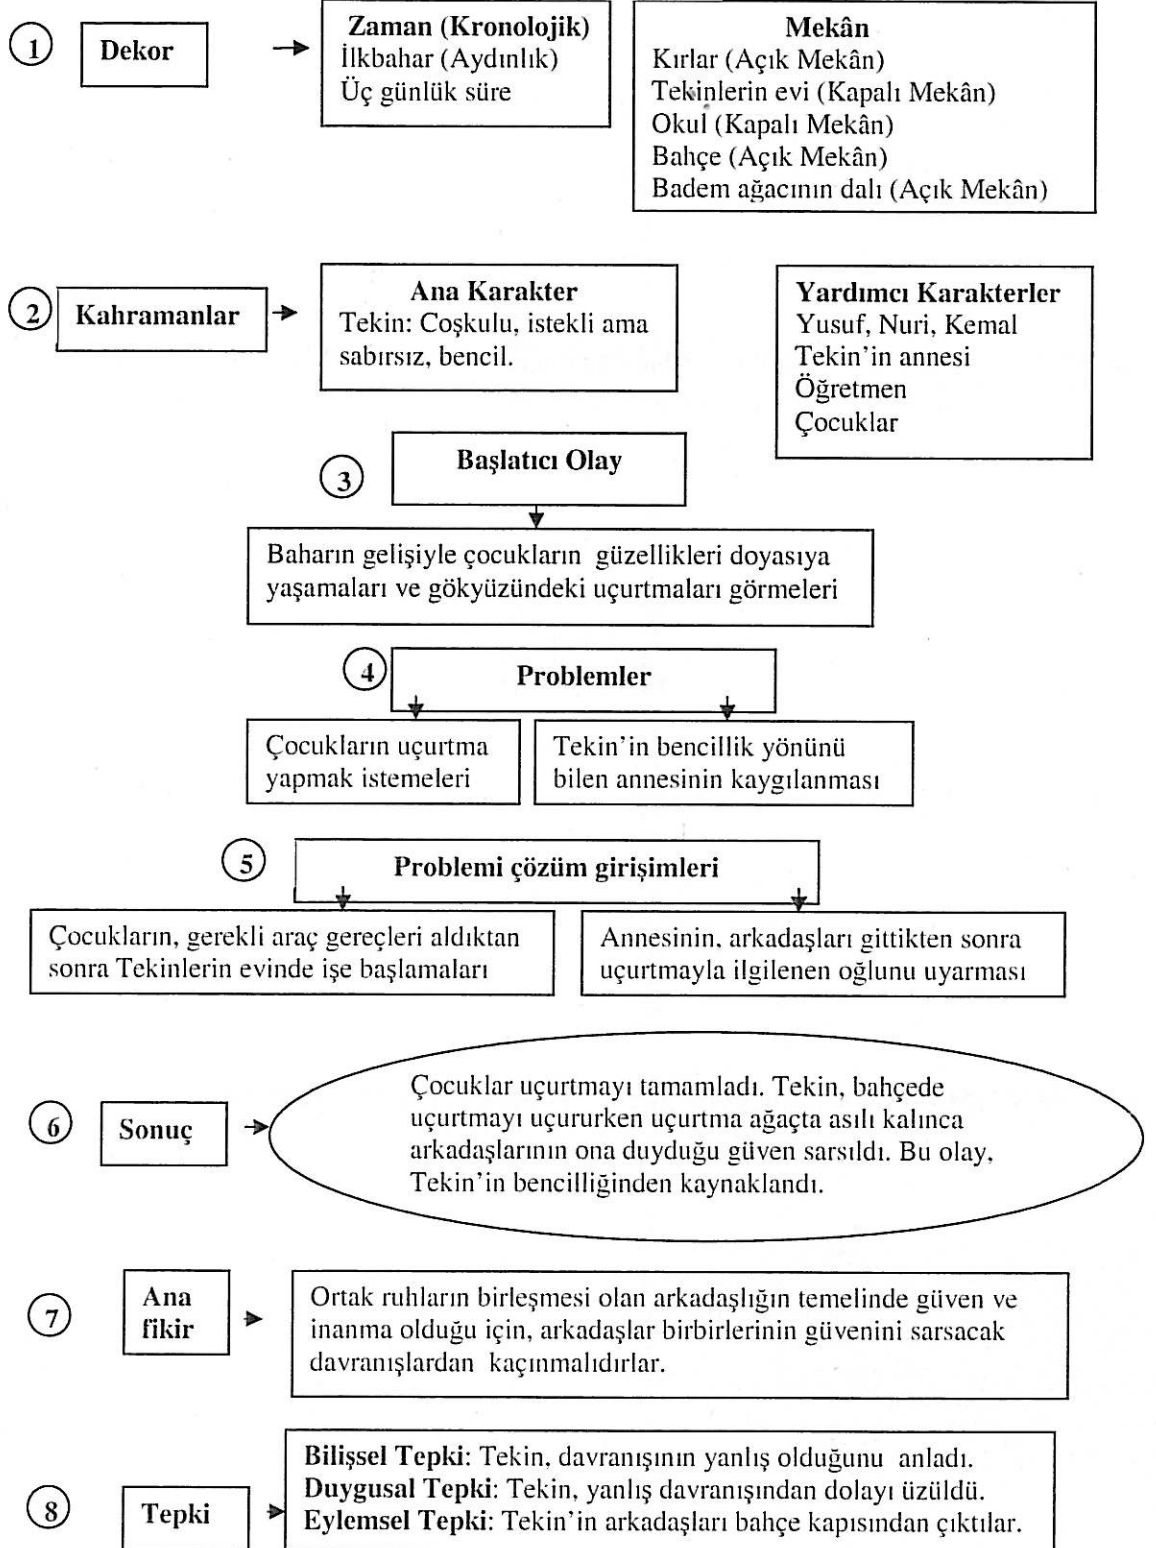 1
Dekor
Zaman (Kronolojik)
İlkbahar (Aydınlık)
Üç günlük süre
Mekân
Kırlar (Açık Mekân)
Tekinlerin evi (Kapalı Mekân)
Okul (Kapalı Mekân)
Bahçe (Açık Mekân)
Badem ağacının dalı (Açık Mekân)
2
Kahramanlar
Ana Karakter
Tekin: Coşkulu, istekli ama
sabırsız, bencil.
Yardımcı Karakterler
Yusuf, Nuri, Kemal
Tekin'in annesi
Öğretmen
Çocuklar
3
Başlatıcı Olay
Baharın gelişiyle çocukların güzellikleri doyasıya
yaşamaları ve gökyüzündeki uçurtmaları görmeleri
4
Problemler
Çocukların uçurtma
yapmak istemeleri
Tekin'in bencillik yönünü
bilen annesinin kaygılanması
5
Problemi çözüm girişimleri
Çocukların, gerekli araç gereçleri aldıktan
sonra Tekinlerin evinde işe başlamaları
Annesinin, arkadaşları gittikten sonra
uçurtmayla ilgilenen oğlunu uyarması
6
Sonuç
Çocuklar uçurtmayı tamamladı. Tekin, bahçede
uçurtmayı uçururken uçurtma ağaçta asılı kalınca
arkadaşlarının ona duyduğu güven sarsıldı. Bu olay,
Tekin'in bencilliğinden kaynaklandı.
7
Ana
fikir
Ortak ruhların birleşmesi olan arkadaşlığın temelinde güven ve
inanma olduğu için, arkadaşlar birbirlerinin güvenini sarsacak
davranışlardan kaçınmalıdırlar.
8
Tepki
Bilişsel Tepki: Tekin, davranışının yanlış olduğunu anladı.
Duygusal Tepki: Tekin, yanlış davranışından dolayı üzüldü.
Eylemsel Tepki: Tekin'in arkadaşları bahçe kapısından çıktılar.